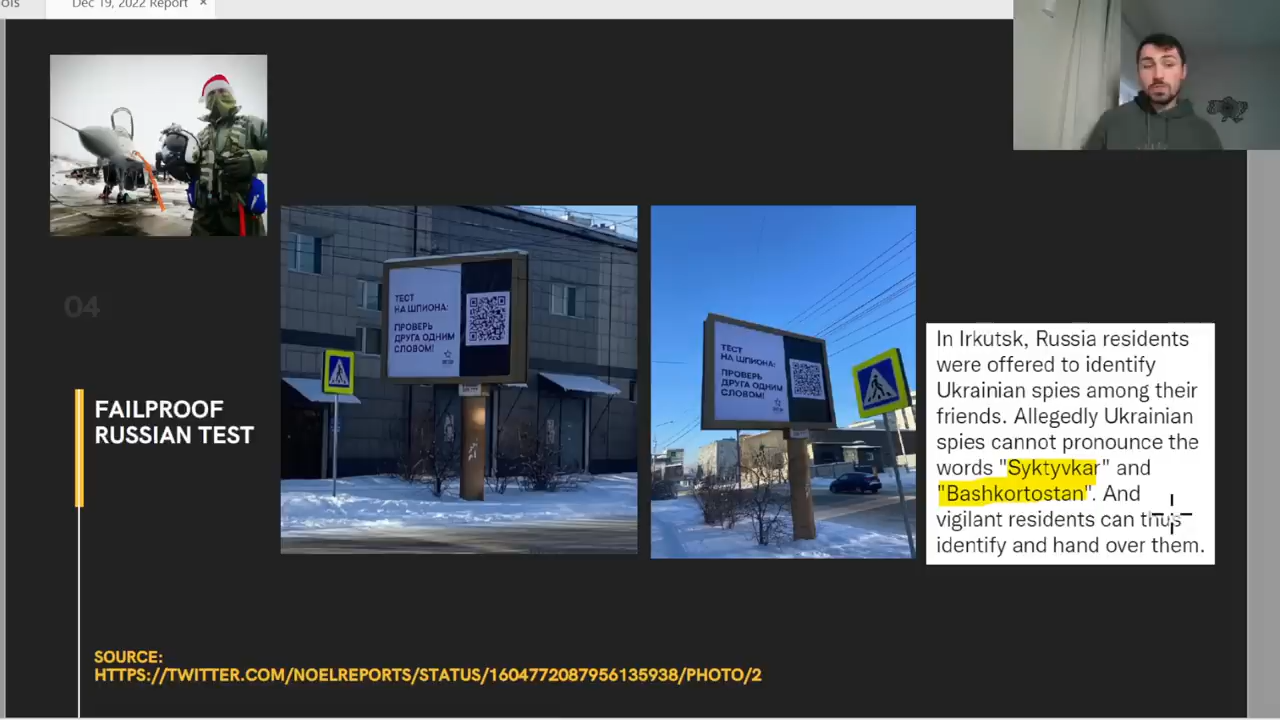 ols
Dec 19, 2022 Report ×
04
FAILPROOF
RUSSIAN TEST
ТЕСТ
НА ШПИОНА:
ПРОВЕРЬ
ДРУГА ОДНИМ
СЛОВОМ!
ТЕСТ
НА ШПИОНА:
ПРОВЕРЬ
ДРУГА ОДНИМ
СЛОВОМ!
In Irkutsk, Russia residents
were offered to identify
Ukrainian spies among their
friends. Allegedly Ukrainian
spies cannot pronounce the
words "Syktyvkar" and
"Bashkortostan". And
vigilant residents can thus
identify and hand over them.
SOURCE:
HTTPS://TWITTER.COM/NOELREPORTS/STATUS/1604772087956135938/PHOTO/2